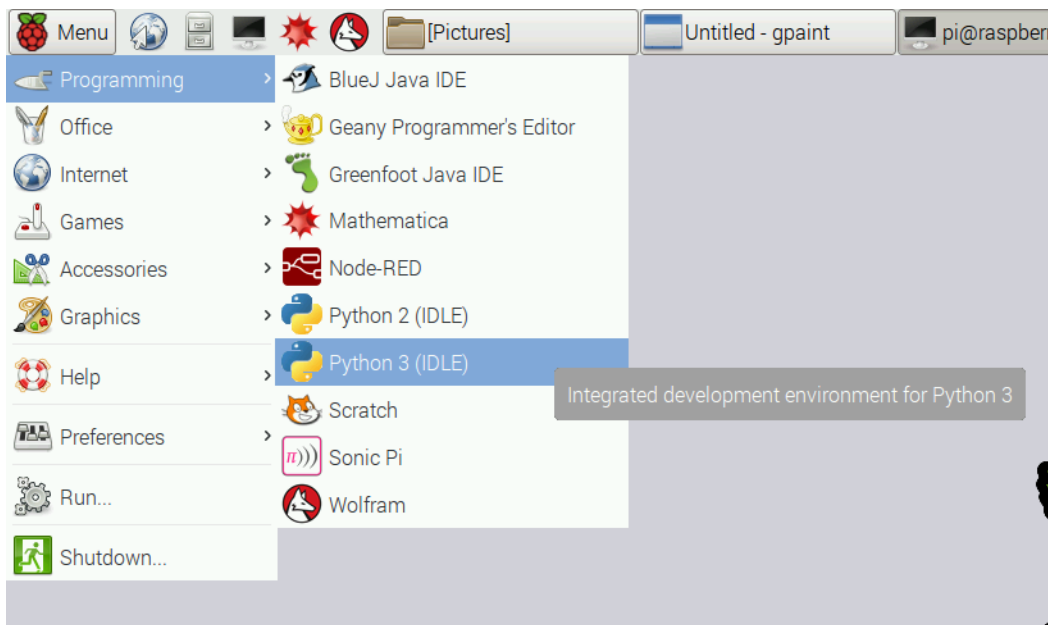 Menu
[Pictures]
Untitled - gpaint
pi@raspberr
Programming
Office
Internet
Games
Accessories
Graphics
Help
Preferences
Run...
Shutdown...
BlueJ Java IDE
Geany Programmer's Editor
Greenfoot Java IDE
Mathematica
Node-RED
Python 2 (IDLE)
Python 3 (IDLE)
Scratch
π)))
Sonic Pi
Wolfram
Integrated development environment for Python 3